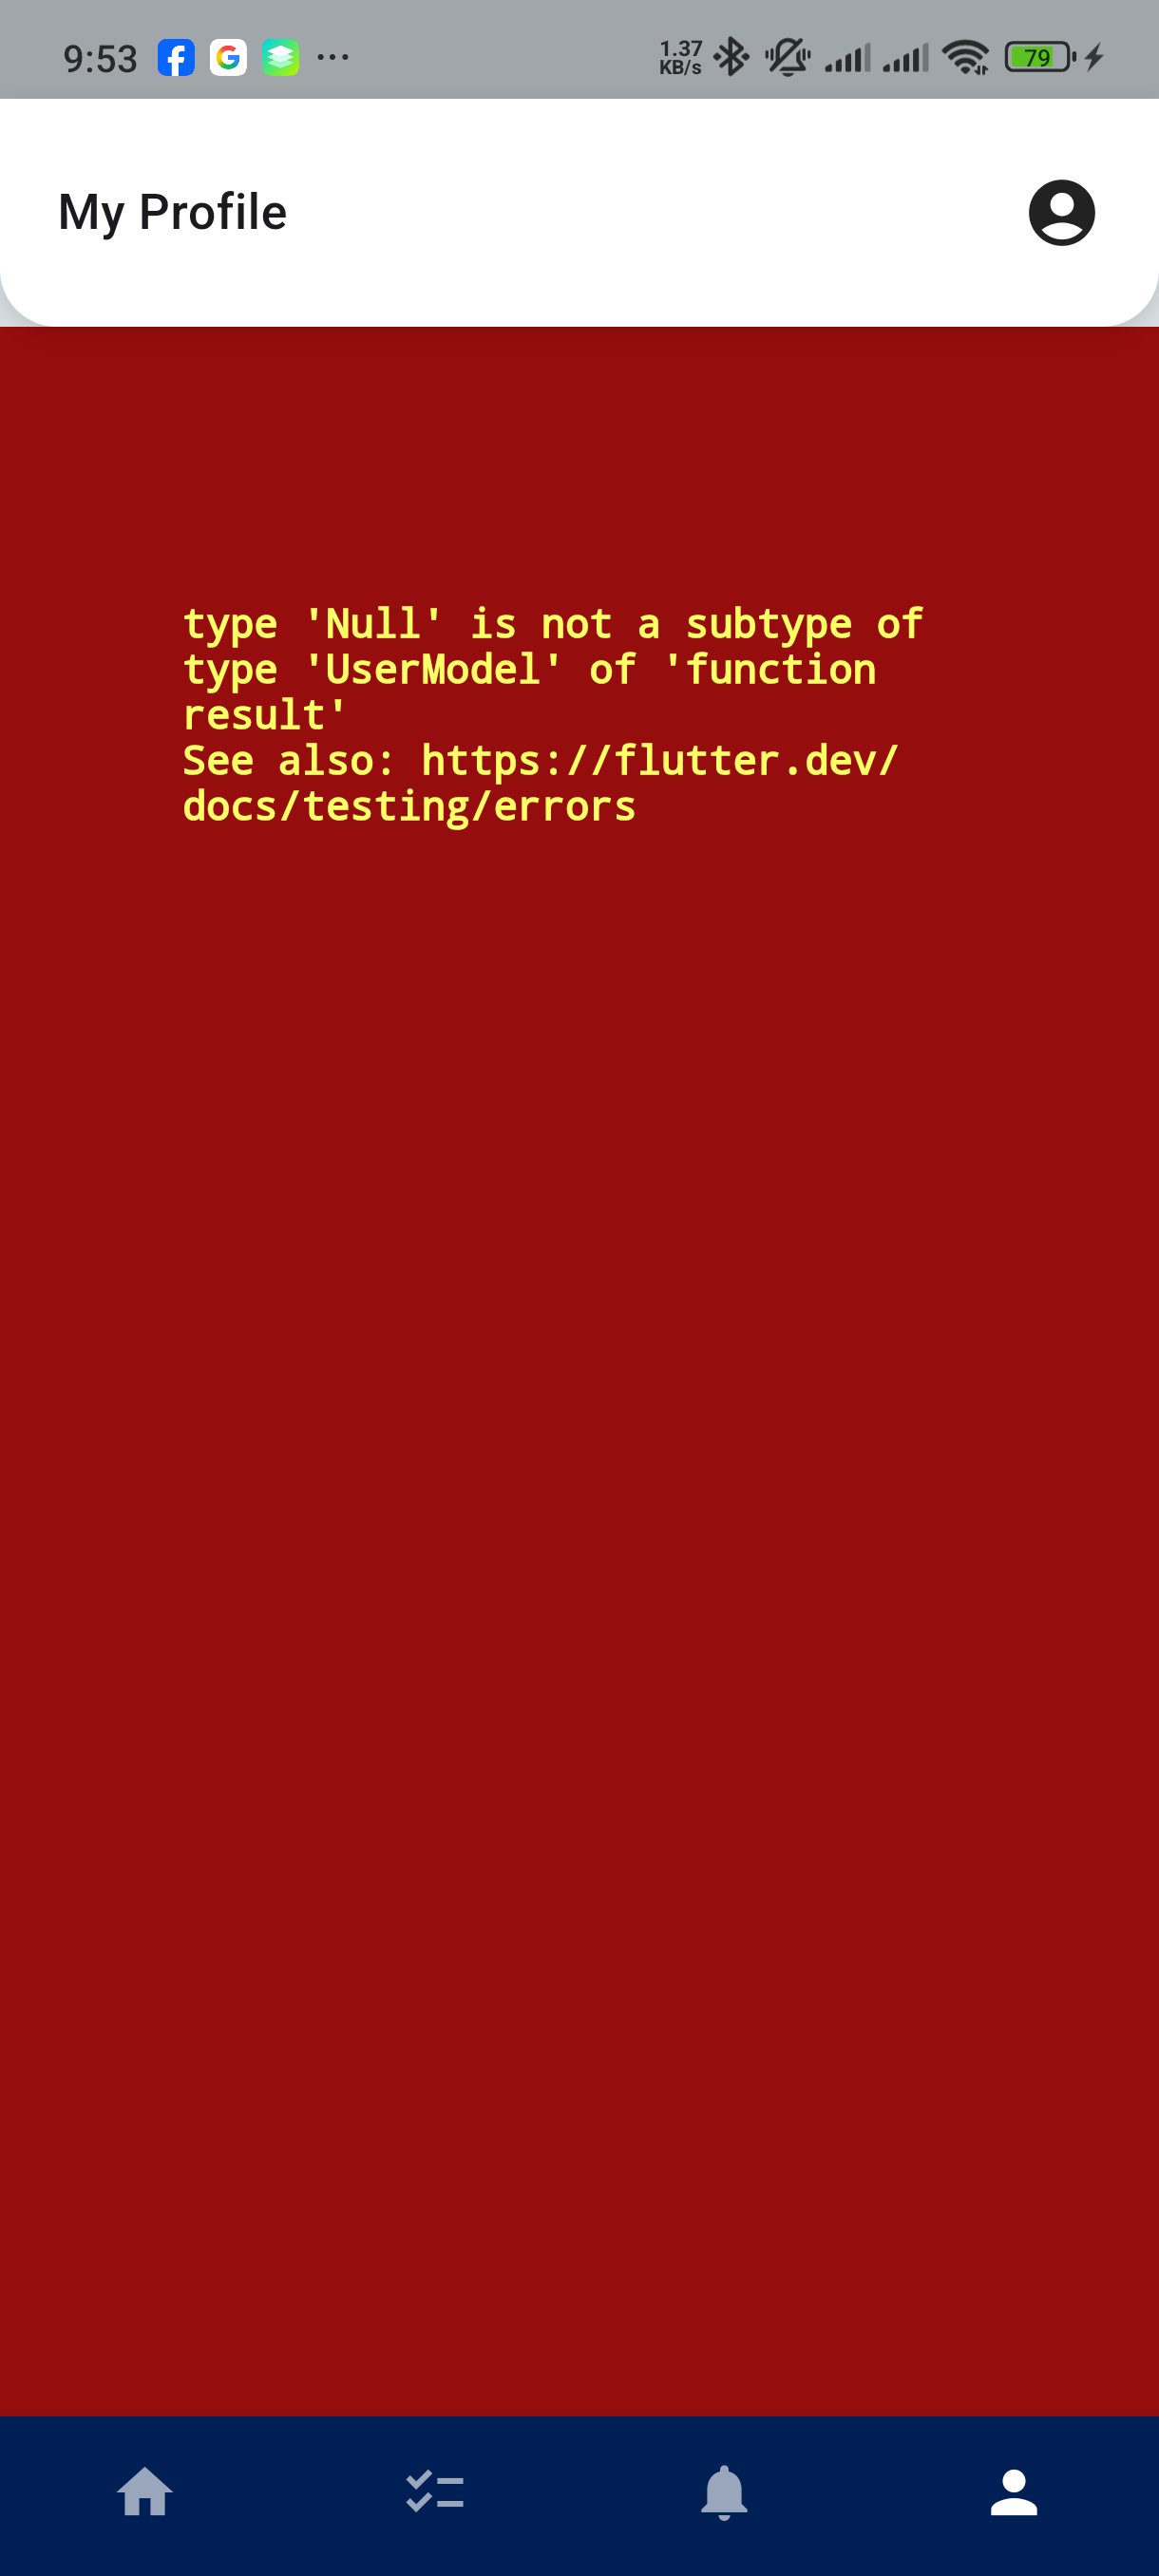 9:53
1.37
KB/s
79
My Profile
type 'Null' is not a subtype of
type 'UserModel' of 'function
result'
See also: https://flutter.dev/
docs/testing/errors